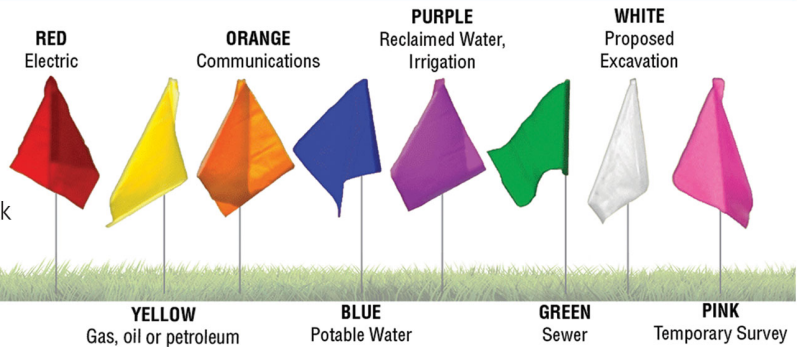 PURPLE
Reclaimed Water,
Irrigation
WHITE
Proposed
Excavation
RED
Electric
ORANGE
Communications
k
YELLOW
Gas, oil or petroleum
BLUE
Potable Water
GREEN
Sewer
PINK
Temporary Survey